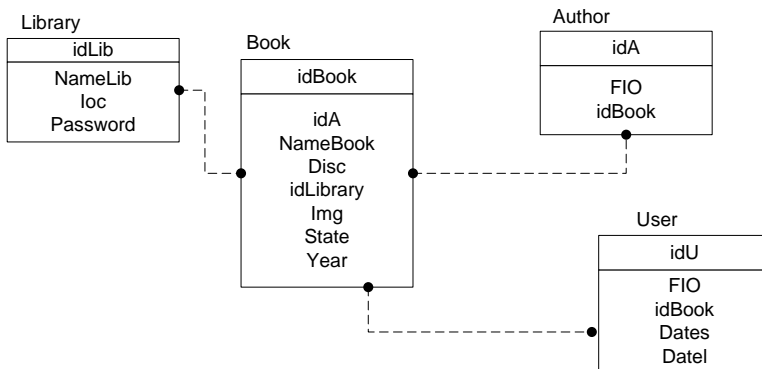 Library
idLib
NameLib
Ioc
Password
Book
idBook
idA
NameBook
Disc
idLibrary
Img
State
Year
Author
idA
FIO
idBook
User
idU
FIO
idBook
Dates
Datel